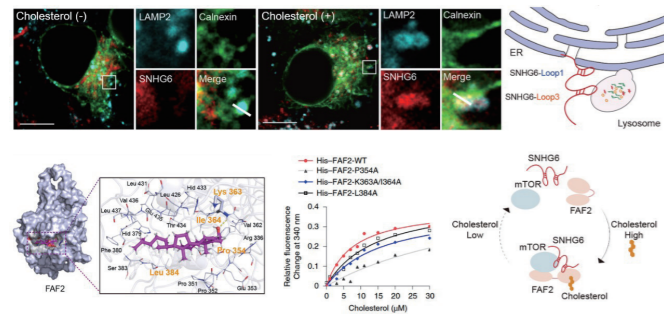 Cholesterol (-)
LAMP2
Calnexin
SNHG6
Merge
Cholesterol (+)
LAMP2
Calnexin
SNHG6
Merge
ER
SNHG6-Loop1
SNHG6-Loop3
Lysosome
FAF2
Leu 431
Val 436
Leu 426
Hid 433
Lys 363
Leu 437
Glu 435
Thr 434
Ile 364
Val 362
Hid 379
Arg 336
Phe 380
Pro 354
Ser 383
Leu 384
Pro 351
Pro 352
Glu 353
His–FAF2-WT
His–FAF2-P354A
His–FAF2-K363A/I364A
His–FAF2-L384A
Relative fluorescence
Change at 340 nm
0.4
0.3
0.2
0.1
0
0 5 10 15 20 25 30
Cholesterol (μM)
SNHG6
mTOR
FAF2
Cholesterol
Low
Cholesterol
High
SNHG6
mTOR
FAF2
Cholesterol